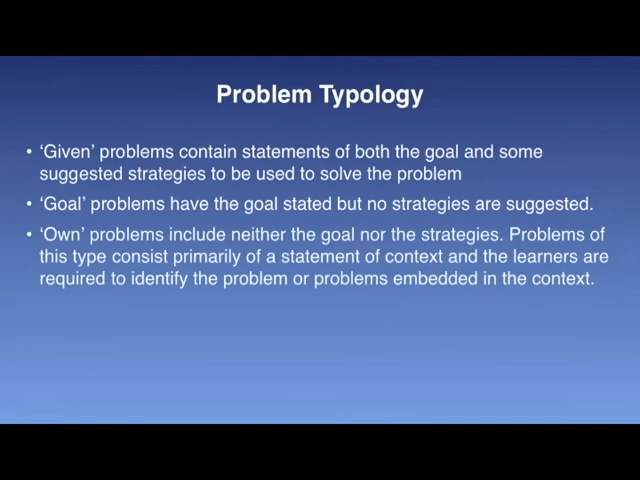 Problem Typology
• ‘Given’ problems contain statements of both the goal and some
suggested strategies to be used to solve the problem
• ‘Goal’ problems have the goal stated but no strategies are suggested.
• ‘Own’ problems include neither the goal nor the strategies. Problems of
this type consist primarily of a statement of context and the learners are
required to identify the problem or problems embedded in the context.